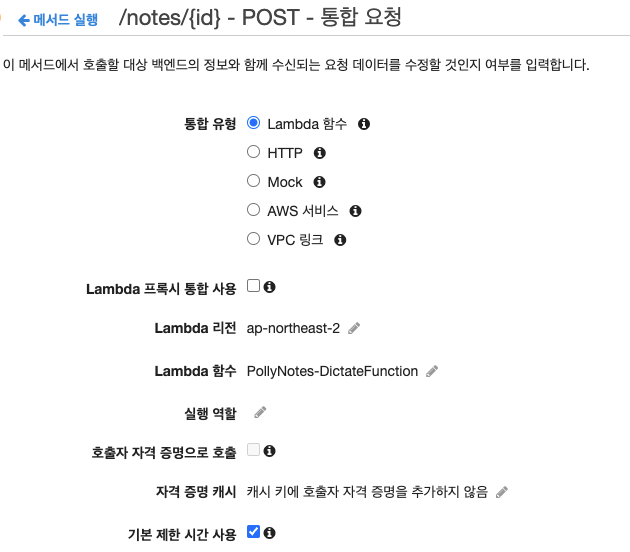 메서드 실행 /notes/{id} - POST - 통합 요청
이 메서드에서 호출할 대상 백엔드의 정보와 함께 수신되는 요청 데이터를 수정할 것인지 여부를 입력합니다.
통합 유형 Lambda 함수
HTTP
Mock
AWS 서비스
VPC 링크
Lambda 프록시 통합 사용
Lambda 리전 ap-northeast-2
Lambda 함수 PollyNotes-DictateFunction
실행 역할
호출자 자격 증명으로 호출
자격 증명 캐시 캐시 키에 호출자 자격 증명을 추가하지 않음
기본 제한 시간 사용